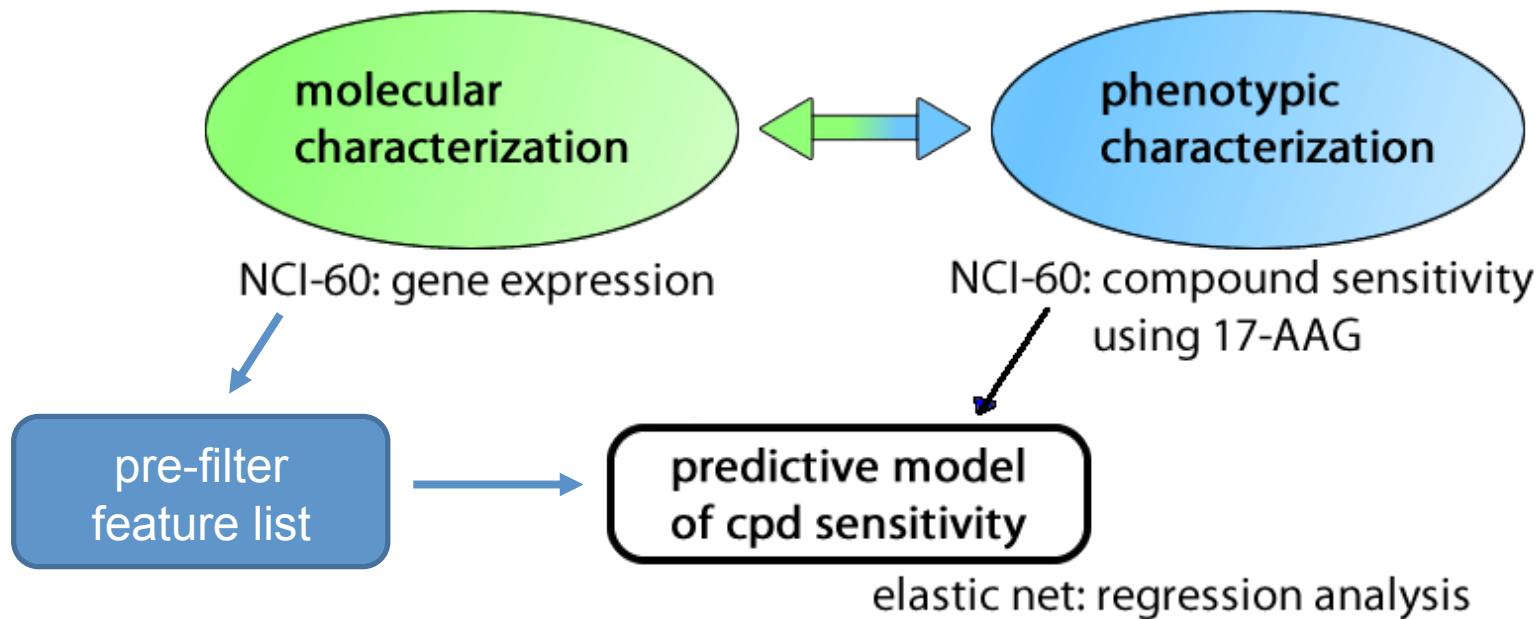 molecular
characterization
phenotypic
characterization
NCI-60: gene expression
NCI-60: compound sensitivity
using 17-AAG
pre-filter
feature list
predictive model
of cpd sensitivity
elastic net: regression analysis